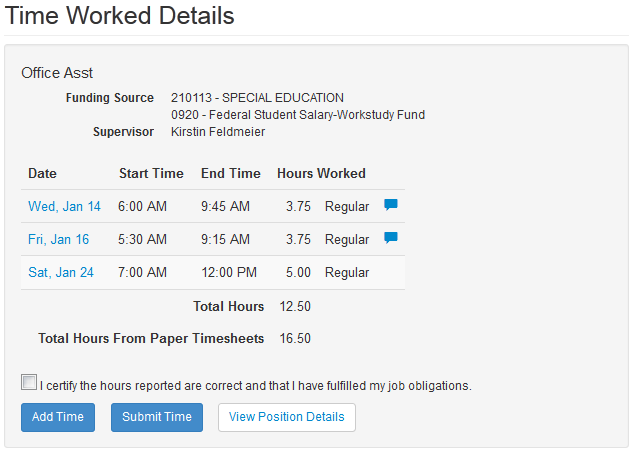 Time Worked Details
Office Asst
Funding Source 210113 - SPECIAL EDUCATION
0920 - Federal Student Salary-Workstudy Fund
Supervisor Kirstin Feldmeier
Date Start Time End Time Hours Worked
Wed, Jan 14 6:00 AM 9:45 AM 3.75 Regular
Fri, Jan 16 5:30 AM 9:15 AM 3.75 Regular
Sat, Jan 24 7:00 AM 12:00 PM 5.00 Regular
Total Hours 12.50
Total Hours From Paper Timesheets 16.50
I certify the hours reported are correct and that I have fulfilled my job obligations.
Add Time Submit Time View Position Details